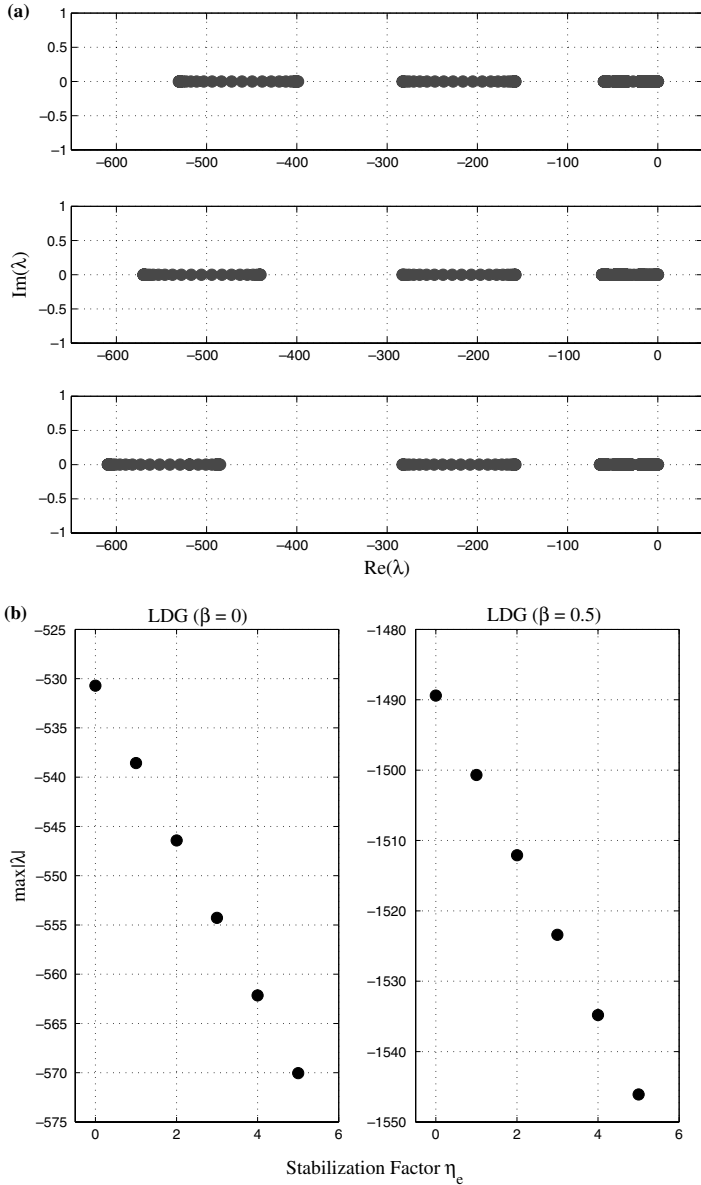 (a)
1
0.5
0
−0.5
−1
−600 −500 −400 −300 −200 −100 0
1
0.5
0
−0.5
−1
Im(λ)
−600 −500 −400 −300 −200 −100 0
1
0.5
0
−0.5
−1
−600 −500 −400 −300 −200 −100 0
Re(λ)
(b)
LDG (β = 0)
−525
−530
−535
−540
−545
−550
−555
−560
−565
−570
−575
max|λ|
0 2 4 6
LDG (β = 0.5)
−1480
−1490
−1500
−1510
−1520
−1530
−1540
−1550
0 2 4 6
Stabilization Factor η_e